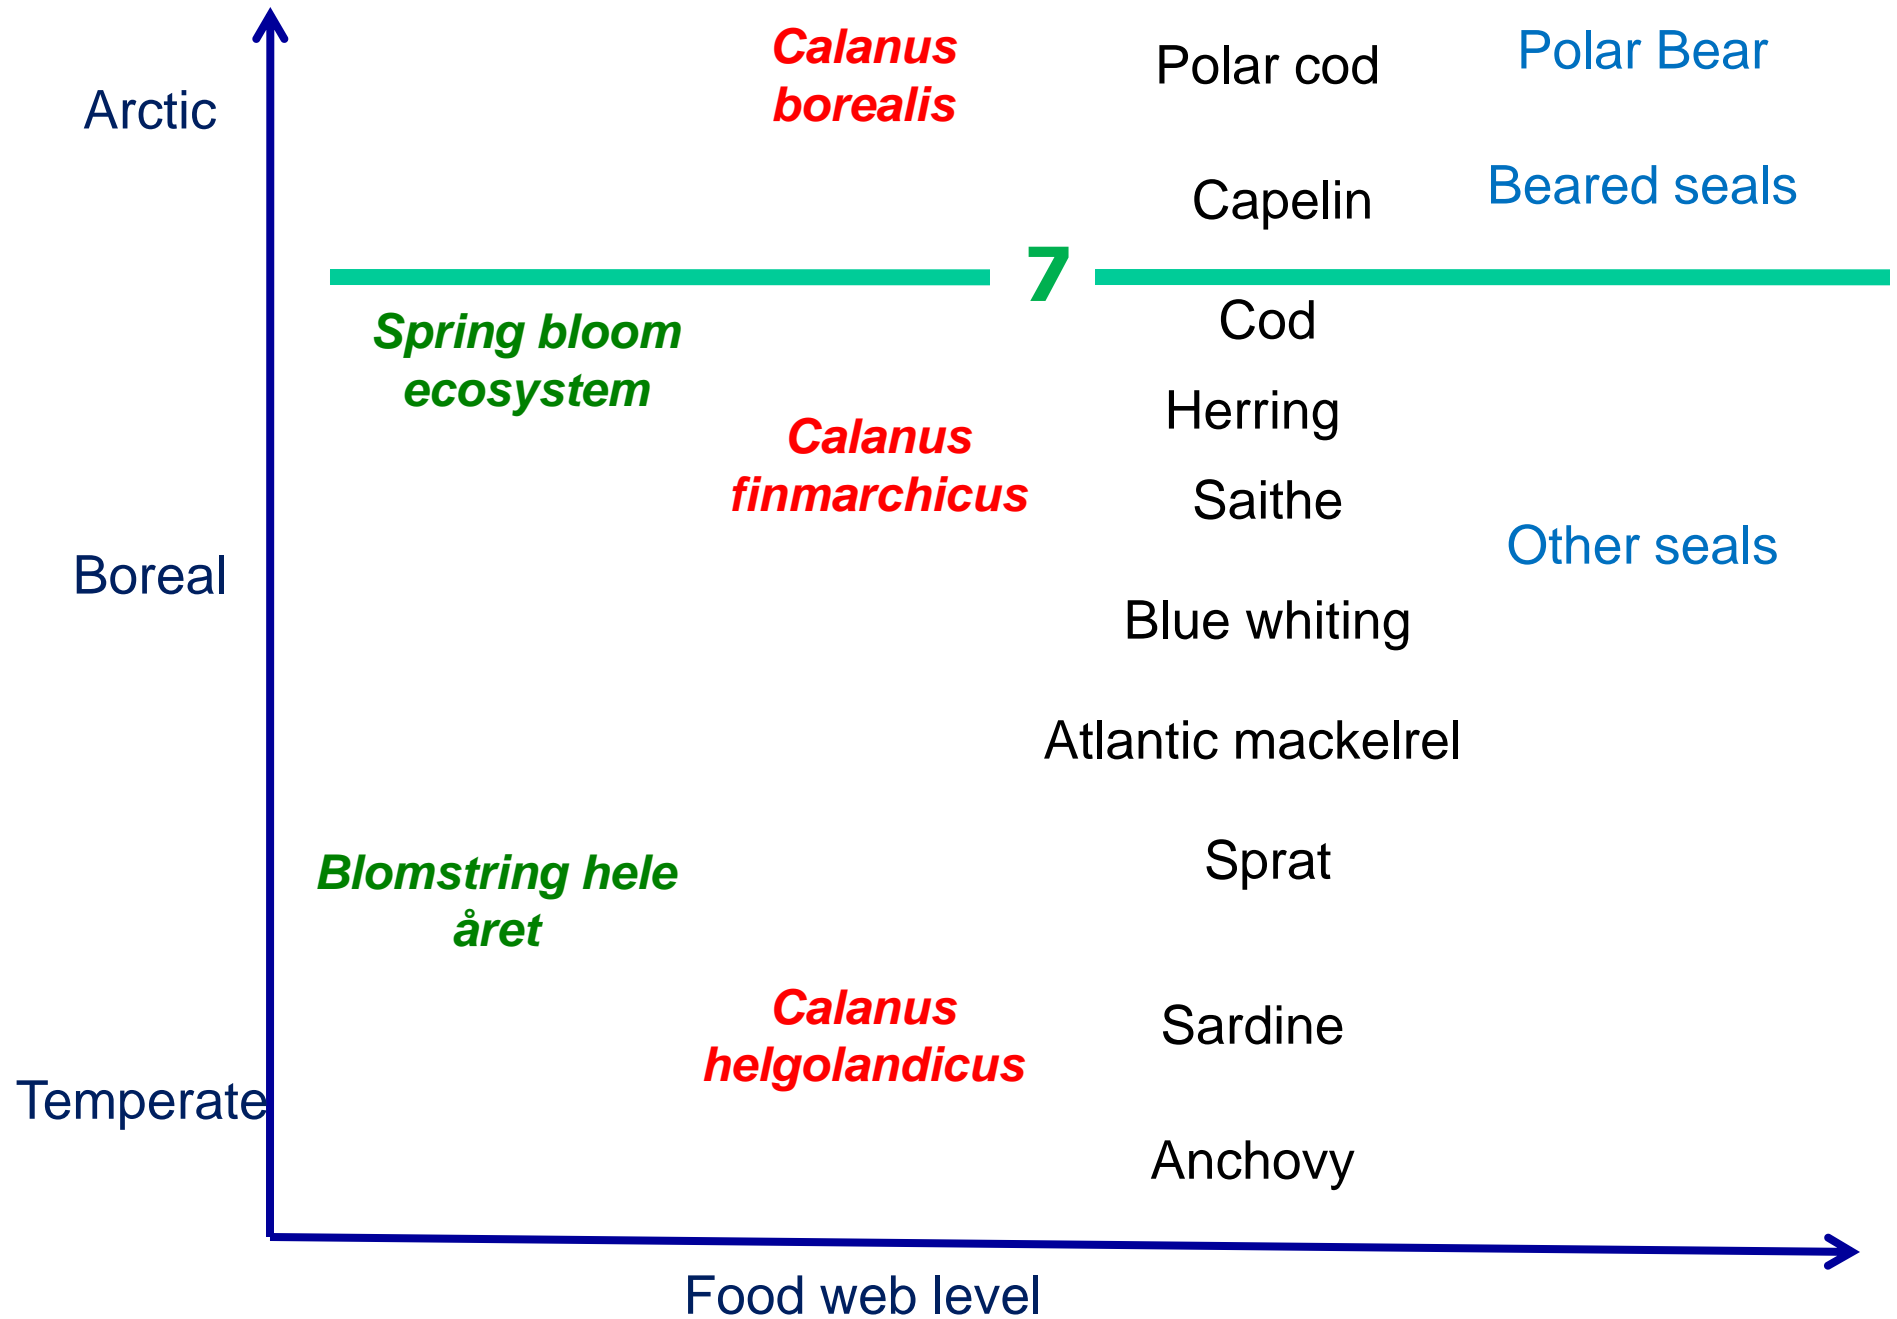 Calanus
borealis
Polar cod
Polar Bear
Arctic
Capelin
Beared seals
7
Spring bloom
ecosystem
Cod
Herring
Calanus
finmarchicus
Saithe
Other seals
Boreal
Blue whiting
Atlantic mackelrel
Sprat
Blomstring hele
året
Calanus
helgolandicus
Sardine
Temperate
Anchovy
Food web level